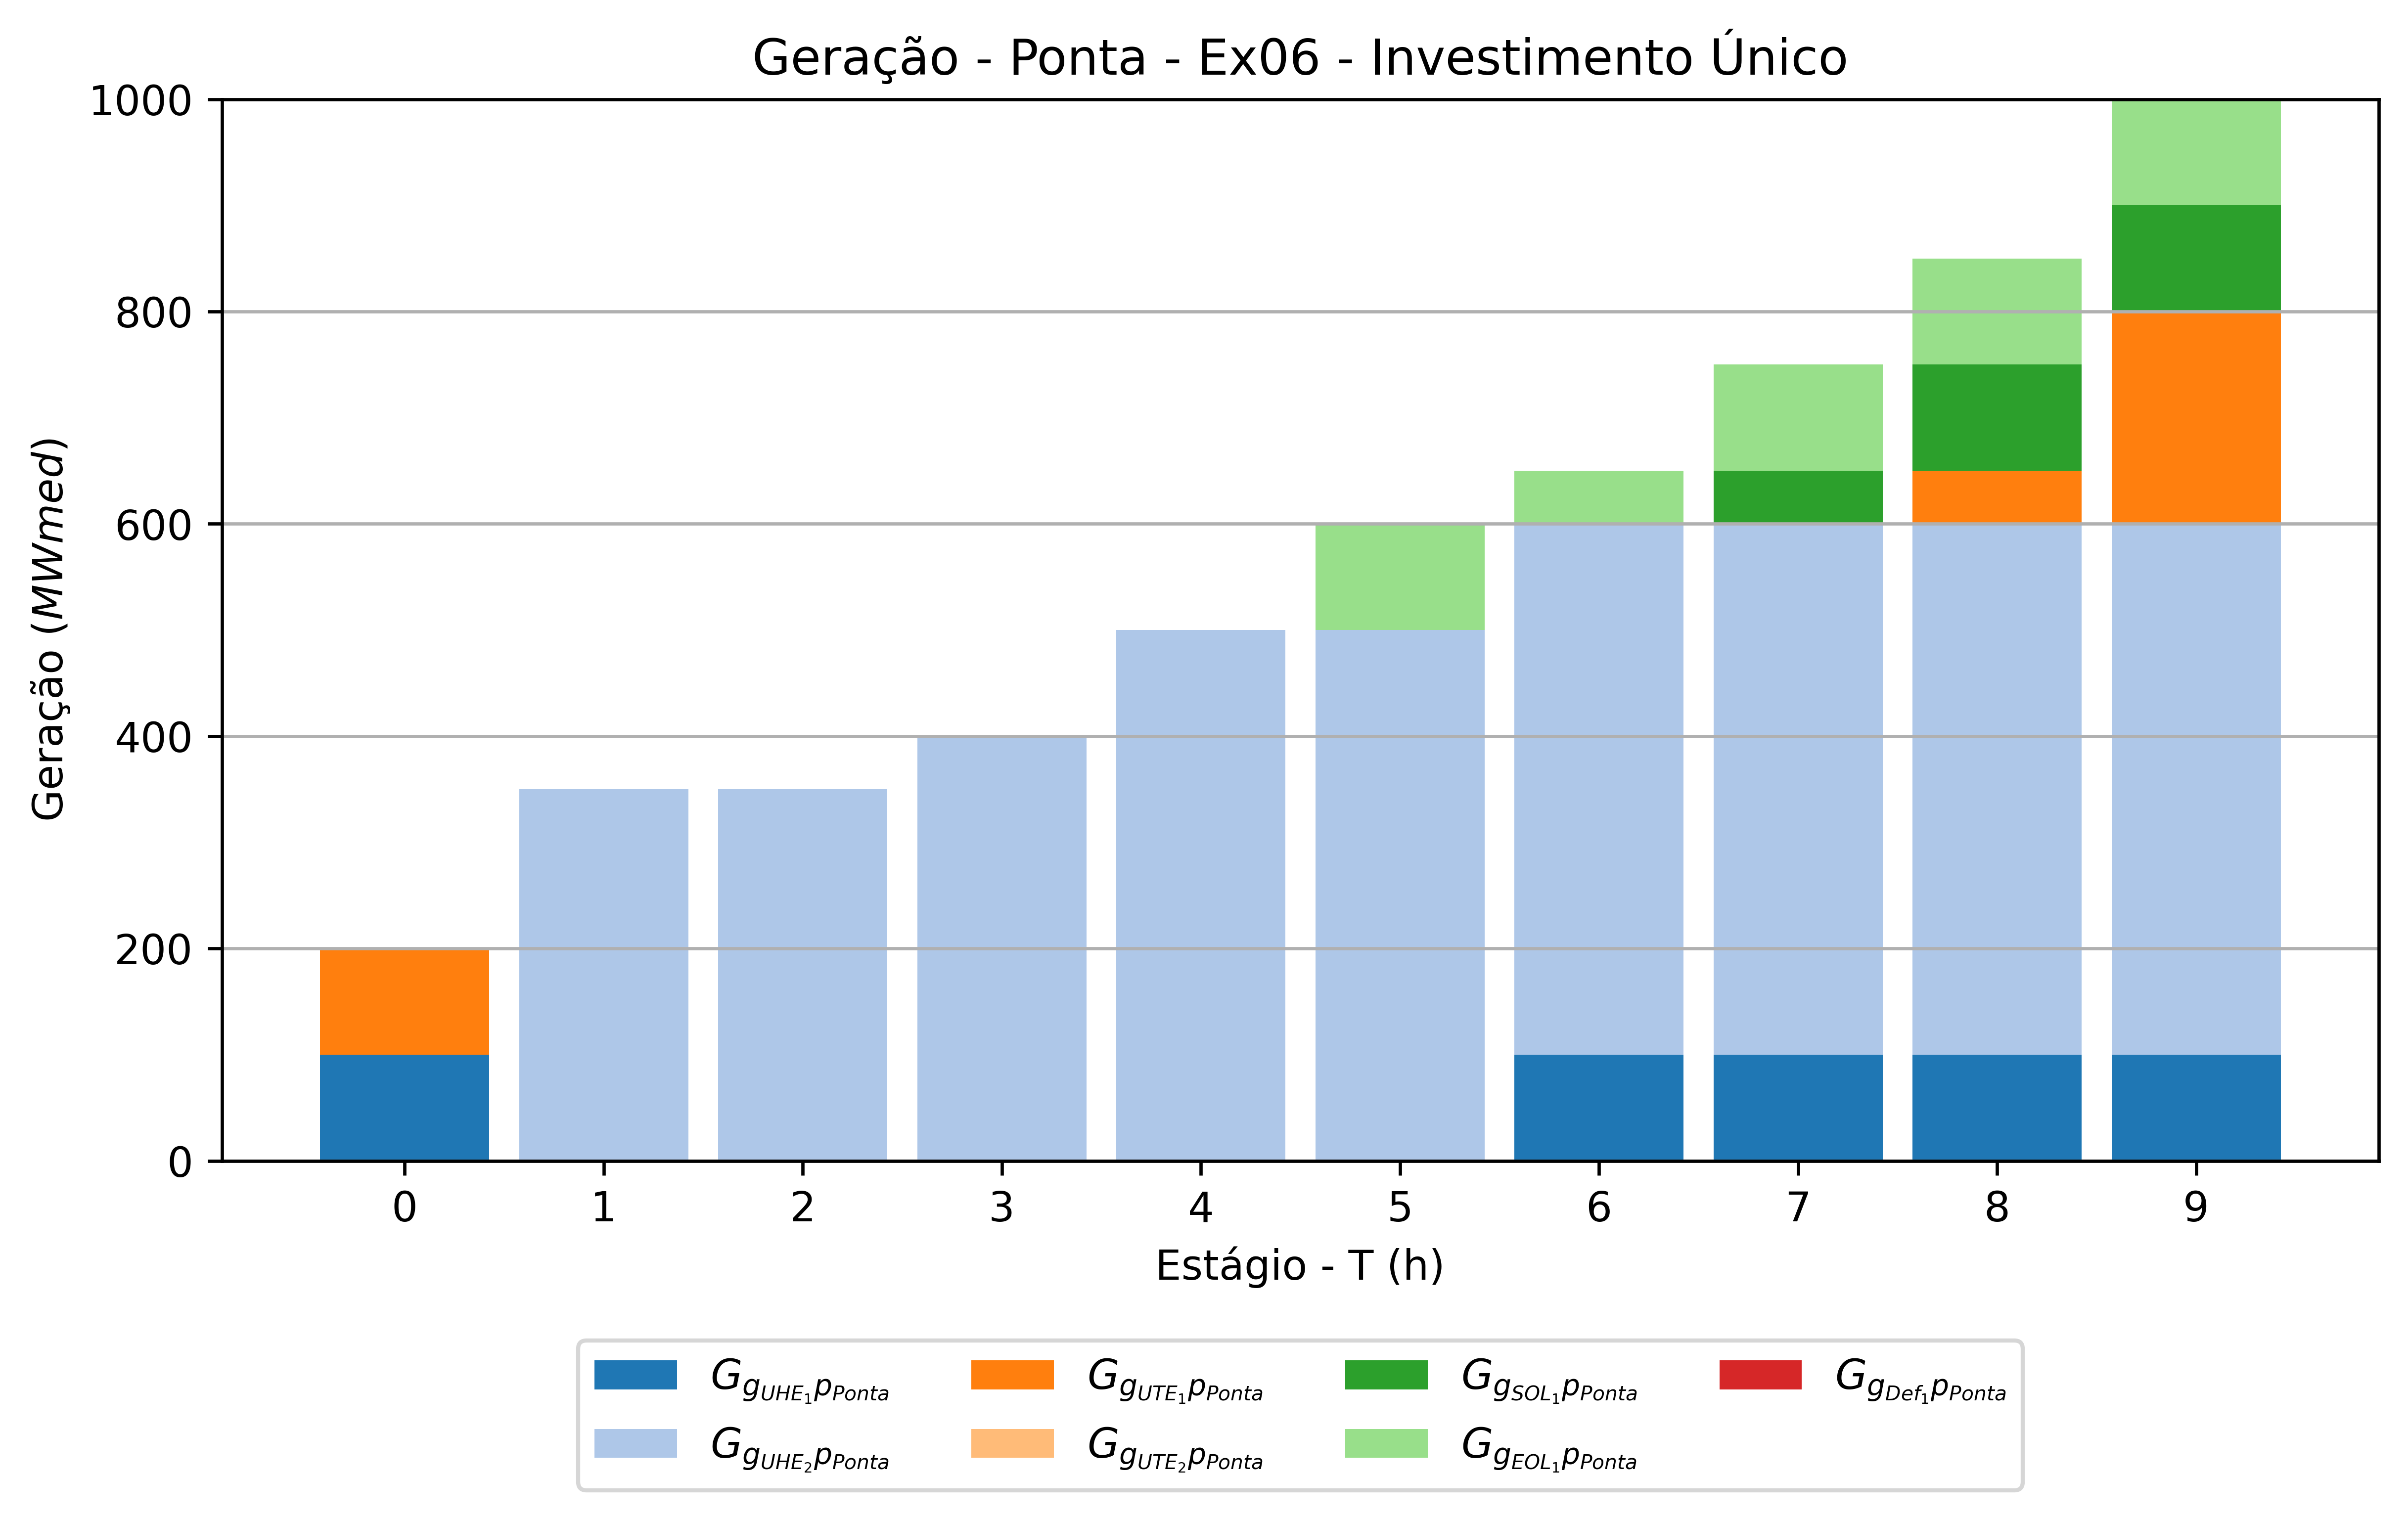 Geração - Ponta - Ex06 - Investimento Único
Geração (MWmed)
1000
800
600
400
200
0
0 1 2 3 4 5 6 7 8 9
Estágio - T (h)
G_{g_{UHE_1}p_{Ponta}} G_{g_{UTE_1}p_{Ponta}} G_{g_{SOL_1}p_{Ponta}} G_{g_{Def_1}p_{Ponta}}
G_{g_{UHE_2}p_{Ponta}} G_{g_{UTE_2}p_{Ponta}} G_{g_{EOL_1}p_{Ponta}}